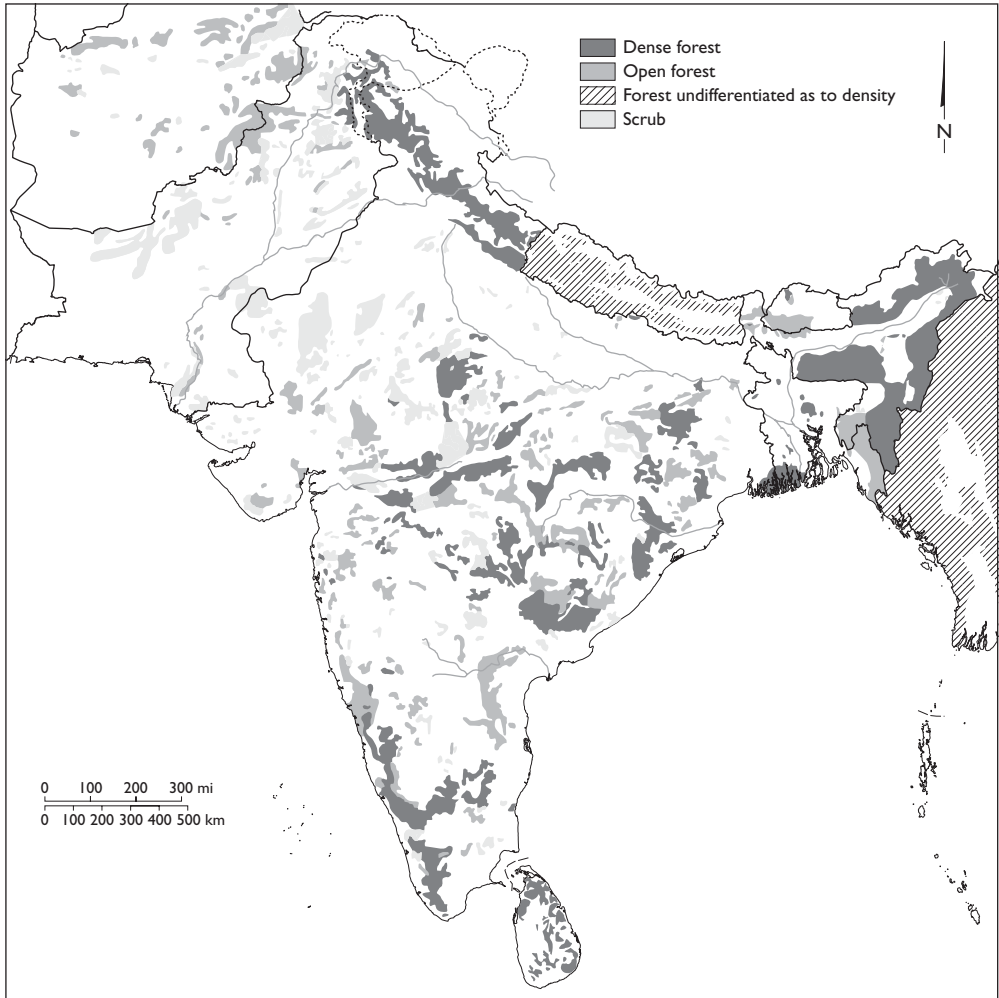 Dense forest
Open forest
Forest undifferentiated as to density
Scrub
N
0 100 200 300 mi
0 100 200 300 400 500 km